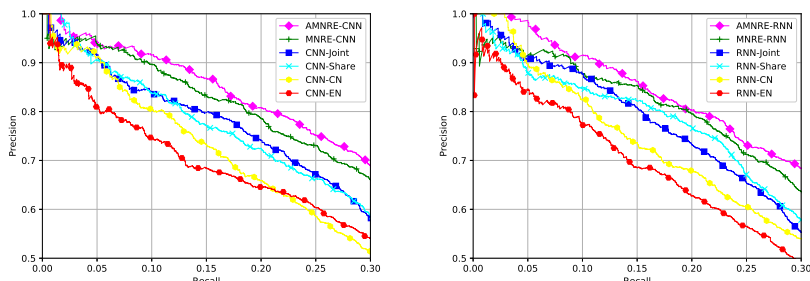 1.0
0.9
0.8
0.7
0.6
0.5
Precision
0.00 0.05 0.10 0.15 0.20 0.25 0.30
Recall
AMNRE-CNN
MNRE-CNN
CNN-Joint
CNN-Share
CNN-CN
CNN-EN
1.0
0.9
0.8
0.7
0.6
0.5
Precision
0.00 0.05 0.10 0.15 0.20 0.25 0.30
Recall
AMNRE-RNN
MNRE-RNN
RNN-Joint
RNN-Share
RNN-CN
RNN-EN